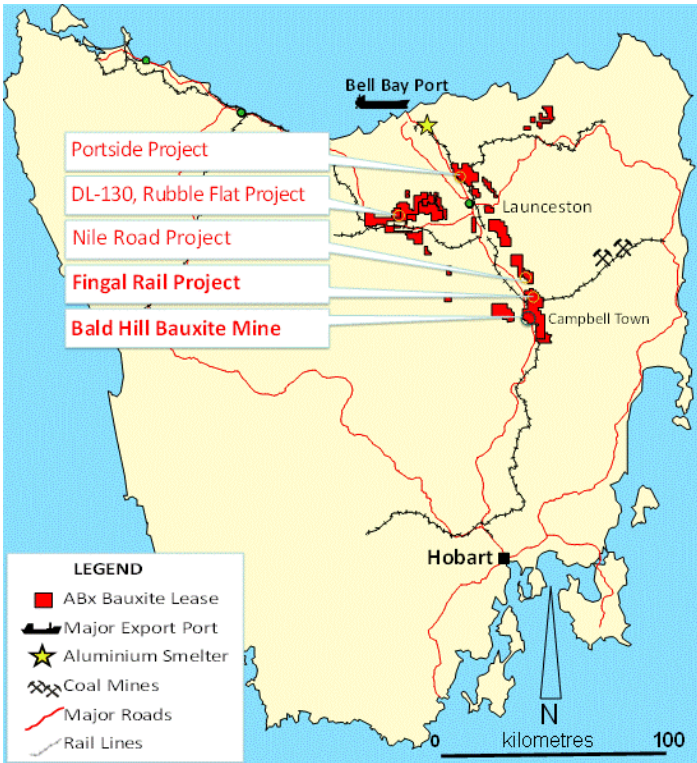 Bell Bay Port
Portside Project
DL-130, Rubble Flat Project
Launceston
Nile Road Project
Fingal Rail Project
Bald Hill Bauxite Mine
Campbell Town
Hobart
LEGEND
ABx Bauxite Lease
Major Export Port
Aluminium Smelter
Coal Mines
Major Roads
Rail Lines
N
0 kilometres 100